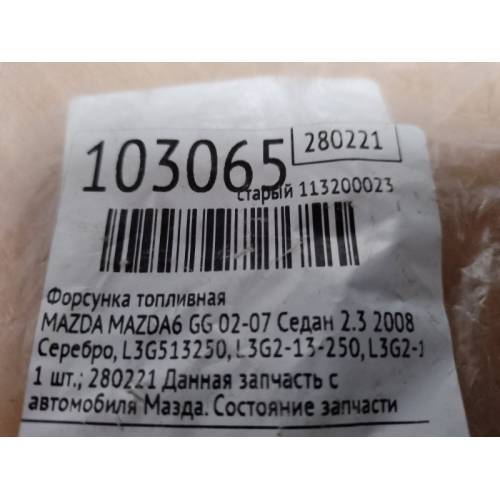 103065 280221
старый 113200023
Форсунка топливная
MAZDA MAZDA6 GG 02-07 Седан 2.3 2008
Серебро, L3G513250, L3G2-13-250, L3G2-1
1 шт.; 280221 Данная запчасть с
автомобиля Мазда. Состояние запчасти